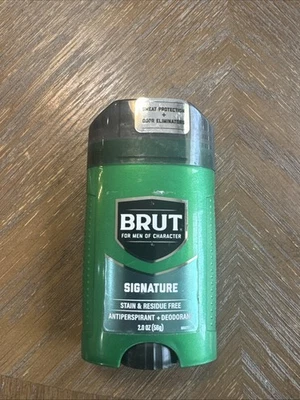 SWEAT PROTECTION
+
ODOR ELIMINATION
BRUT
FOR MEN OF CHARACTER
SIGNATURE
STAIN & RESIDUE FREE
ANTIPERSPIRANT + DEODORANT
2.0 OZ (56g)